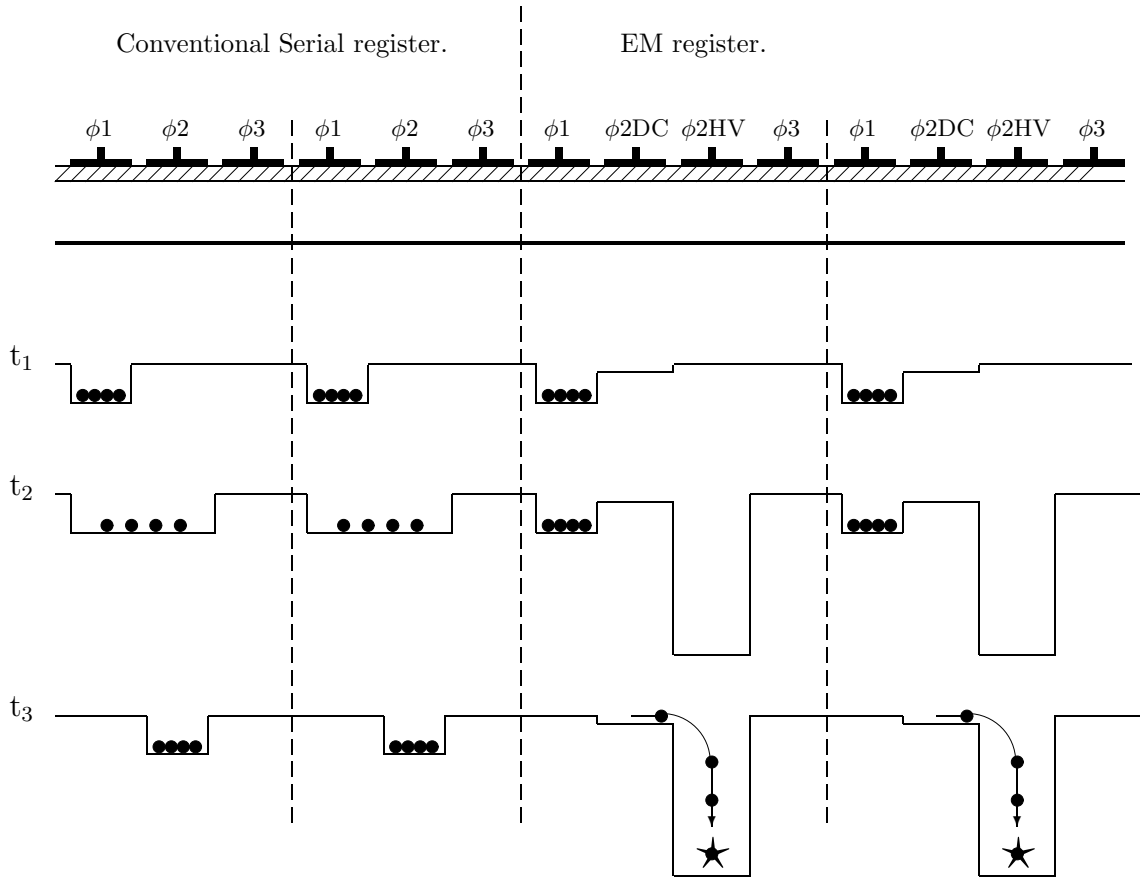 Conventional Serial register. EM register.
ϕ1 ϕ2 ϕ3 ϕ1 ϕ2 ϕ3 ϕ1 ϕ2DC ϕ2HV ϕ3 ϕ1 ϕ2DC ϕ2HV ϕ3
t₁
t₂
t₃